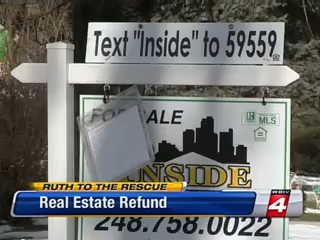 Text "Inside" to 59559
FOR SALE
MLS
INSIDE
RUTH TO THE RESCUE
Real Estate Refund
WDIV
4
248.758.0022